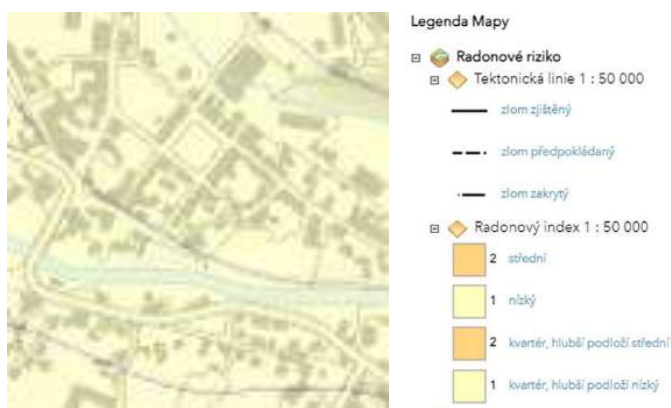 Legenda Mapy
Radonové riziko
Tektonická linie 1 : 50 000
zlom zjištěný
zlom předpokládaný
zlom zakrytý
Radonový index 1 : 50 000
2 střední
1 nízký
2 kvartér, hlubší podloží střední
1 kvartér, hlubší podloží nízký